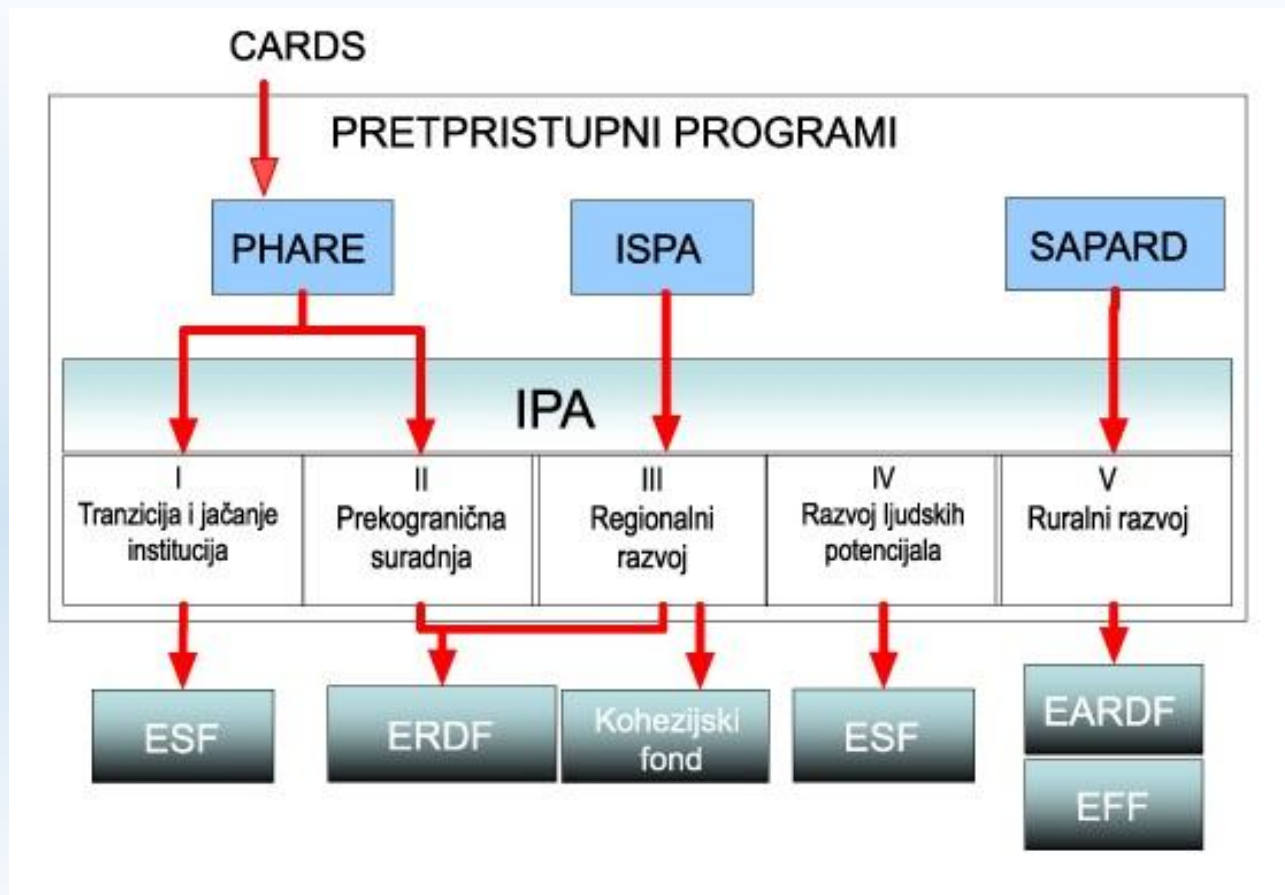 CARDS
PRETPRISTUPNI PROGRAMI
PHARE
ISPA
SAPARD
IPA
I
Tranzicija i jačanje
institucija
II
Prekogranična
suradnja
III
Regionalni
razvoj
IV
Razvoj ljudskih
potencijala
V
Ruralni razvoj
ESF
ERDF
Kohezijski
fond
ESF
EARDF
EFF